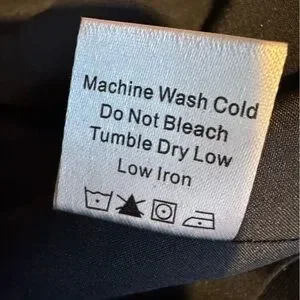 Machine Wash Cold
Do Not Bleach
Tumble Dry Low
Low Iron